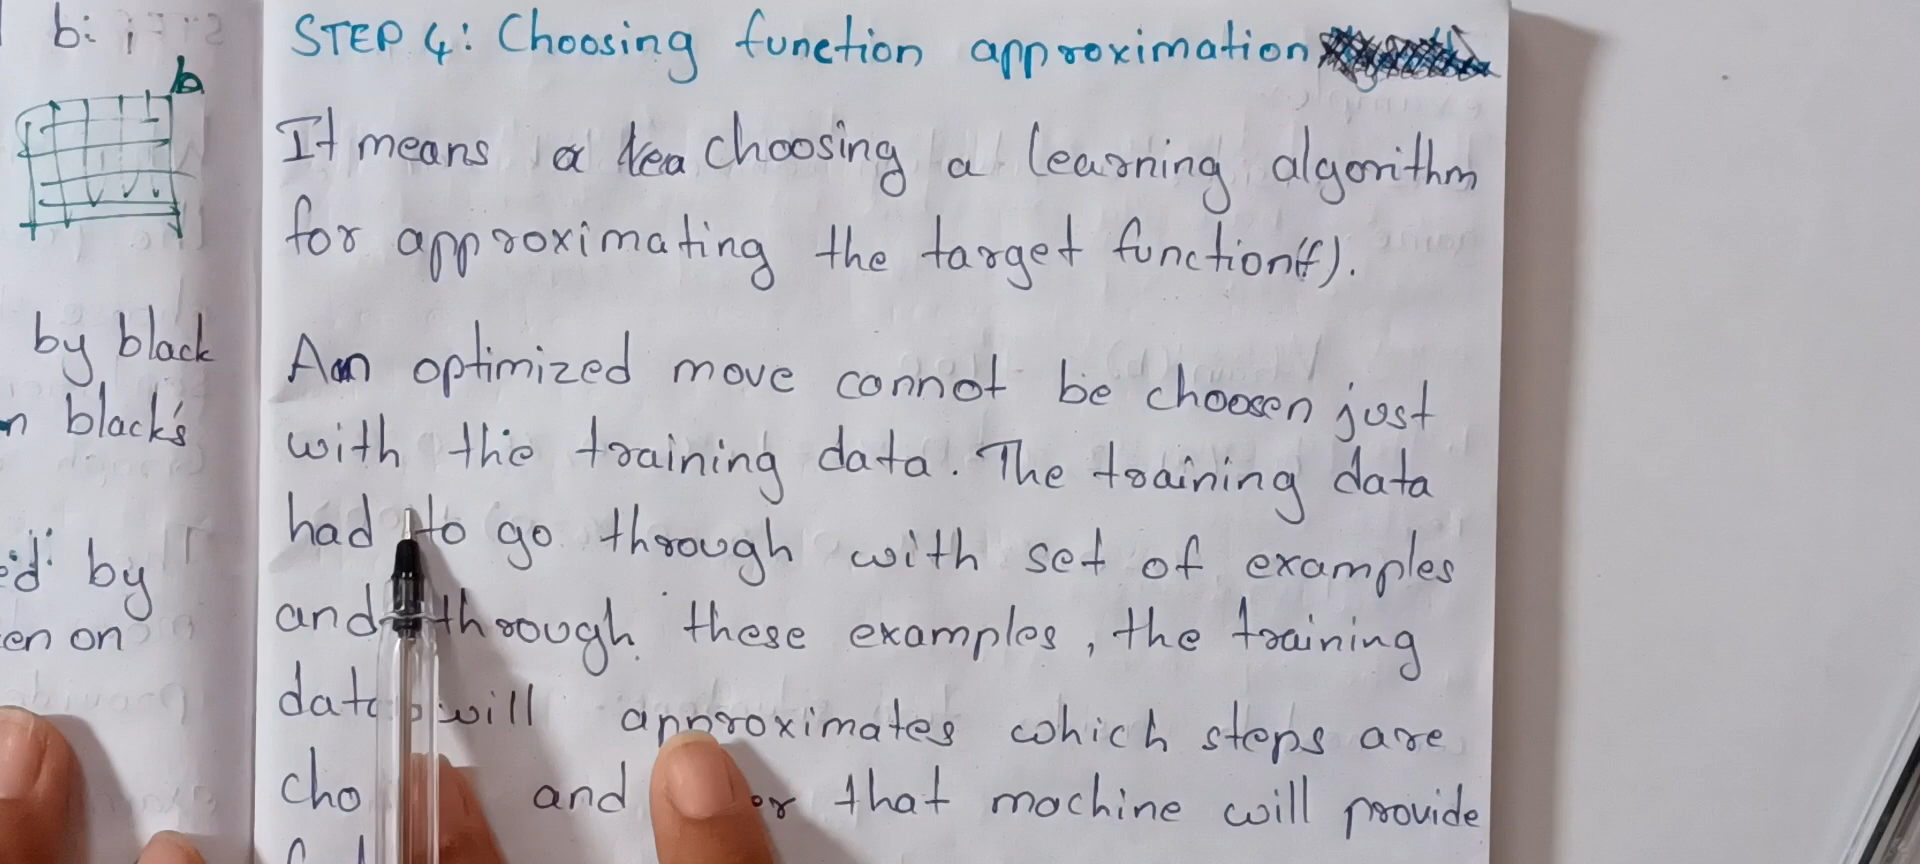 b:
b
by black
black's
by
en on
STEP 4: Choosing function approximation
It means a choosing a learning algorithm
for approximating the target function(f).
An optimized move cannot be choosen just
with the training data. The training data
had to go through with set of examples
and through these examples, the training
data will approximates which steps are
cho and that machine will provide